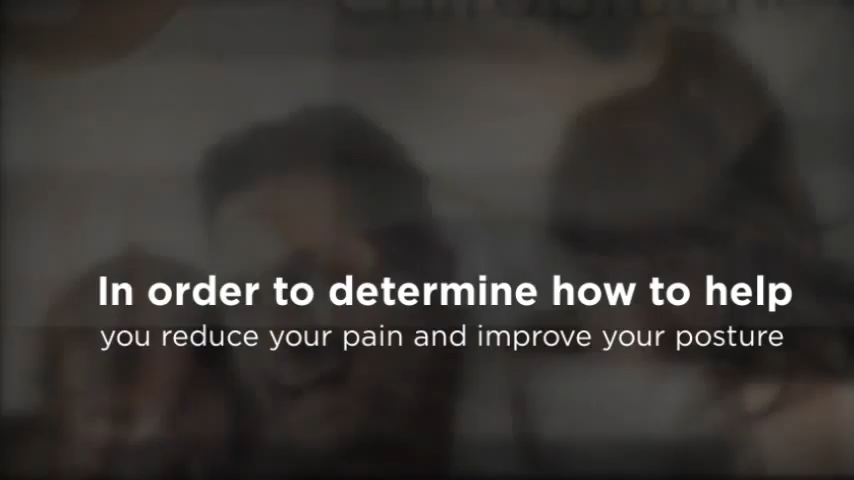 In order to determine how to help
you reduce your pain and improve your posture